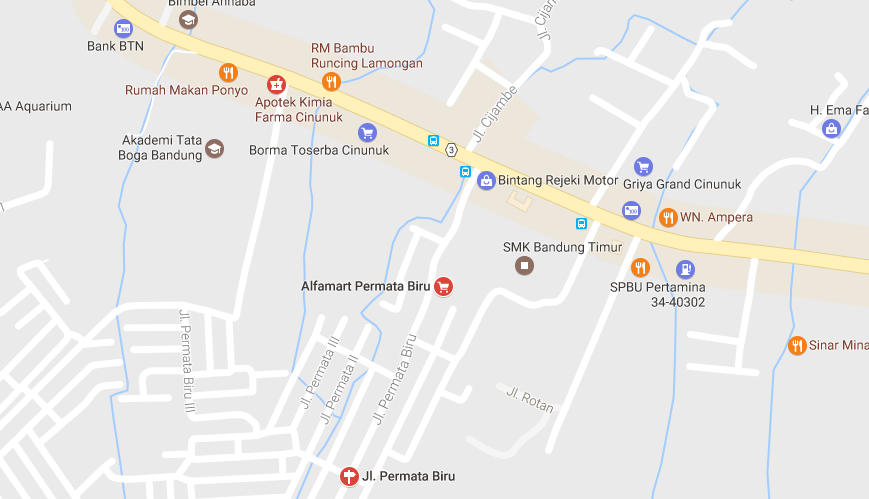 Bimbel Annaba
Bank BTN
Jl. Cijambe
RM Bambu
Runcing Lamongan
Rumah Makan Ponyo
Apotek Kimia
Farma Cinunuk
AA Aquarium
H. Ema Fa
Jl. Cijambe
Akademi Tata
Boga Bandung
Borma Toserba Cinunuk
3
Bintang Rejeki Motor
Griya Grand Cinunuk
WN. Ampera
SMK Bandung Timur
SPBU Pertamina
34-40302
Alfamart Permata Biru
Sinar Mina
Jl. Permata Biru III
Jl. Permata III
Jl. Permata II
Jl. Permata Biru
Jl. Rotan
Jl. Permata Biru